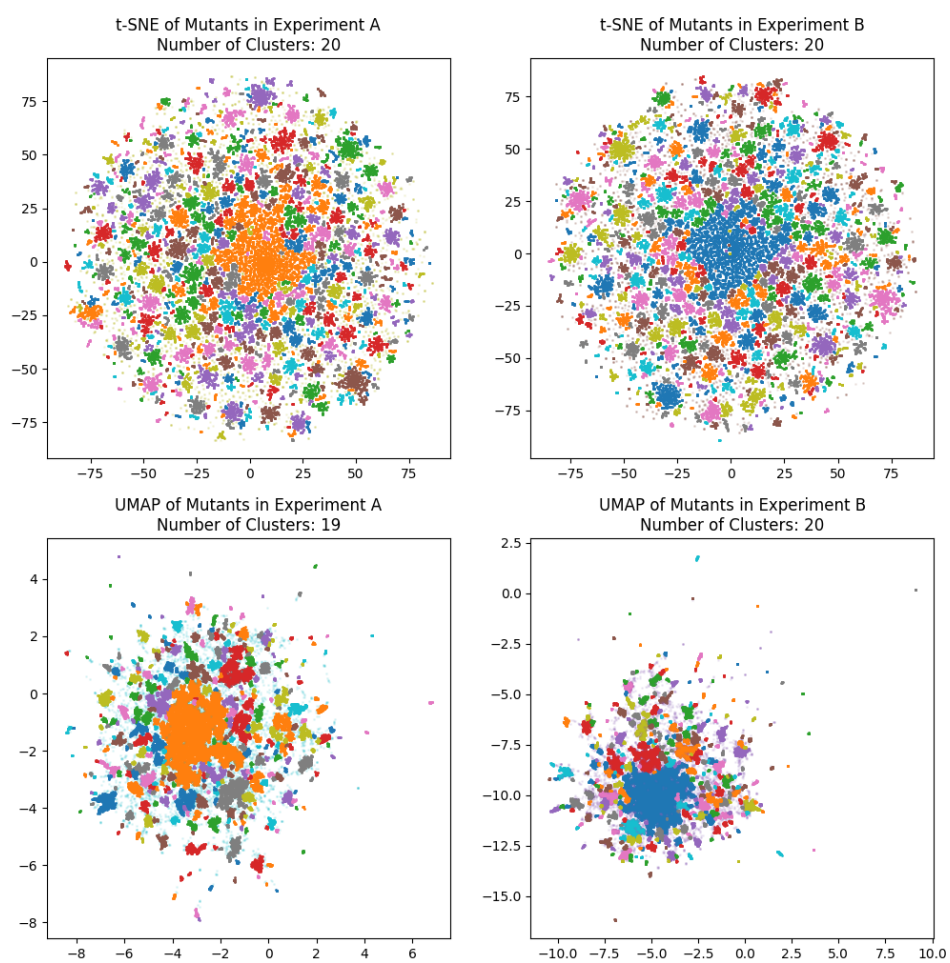 t-SNE of Mutants in Experiment A
Number of Clusters: 20
75
50
25
0
−25
−50
−75
−75 −50 −25 0 25 50 75
t-SNE of Mutants in Experiment B
Number of Clusters: 20
75
50
25
0
−25
−50
−75
−75 −50 −25 0 25 50 75
UMAP of Mutants in Experiment A
Number of Clusters: 19
4
2
0
−2
−4
−6
−8
−8 −6 −4 −2 0 2 4 6
UMAP of Mutants in Experiment B
Number of Clusters: 20
2.5
0.0
−2.5
−5.0
−7.5
−10.0
−12.5
−15.0
−10.0 −7.5 −5.0 −2.5 0.0 2.5 5.0 7.5 10.0